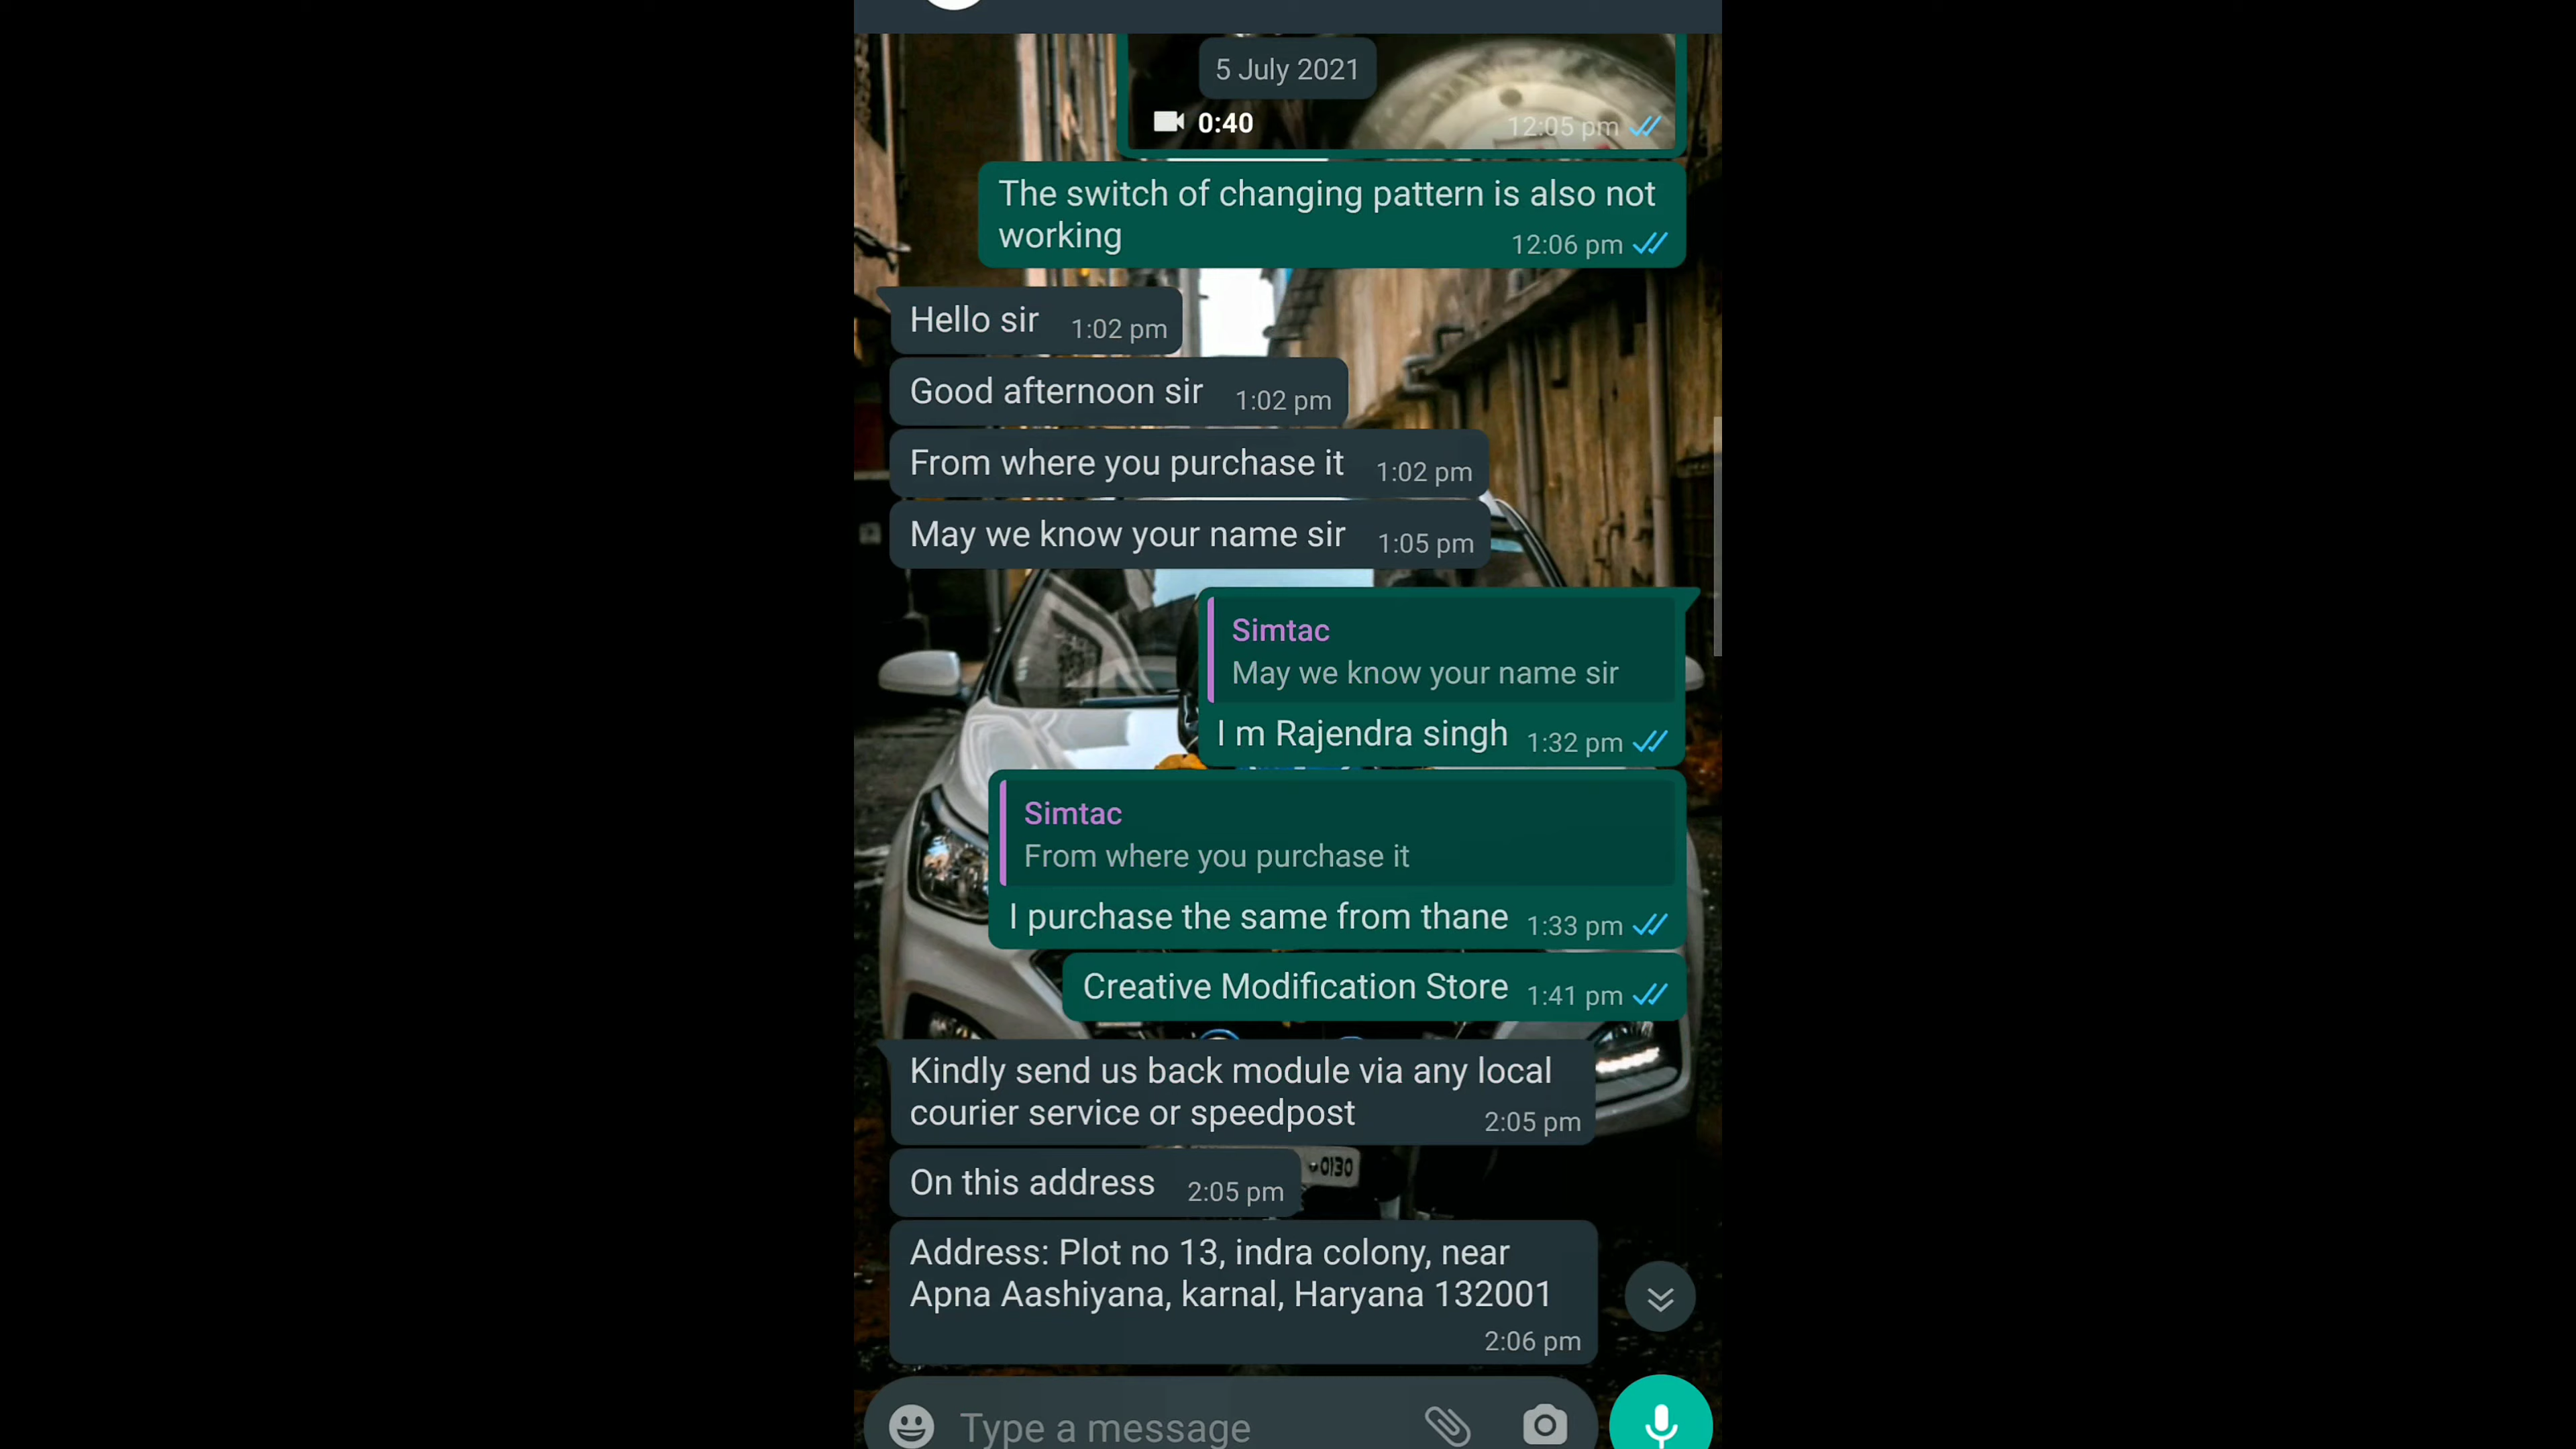 5 July 2021
0:40
12:05 pm
The switch of changing pattern is also not
working
12:06 pm
Hello sir 1:02 pm
Good afternoon sir 1:02 pm
From where you purchase it 1:02 pm
May we know your name sir 1:05 pm
Simtac
May we know your name sir
I m Rajendra singh 1:32 pm
Simtac
From where you purchase it
I purchase the same from thane 1:33 pm
Creative Modification Store 1:41 pm
Kindly send us back module via any local
courier service or speedpost
2:05 pm
0130
On this address 2:05 pm
Address: Plot no 13, indra colony, near
Apna Aashiyana, karnal, Haryana 132001
2:06 pm
Type a message